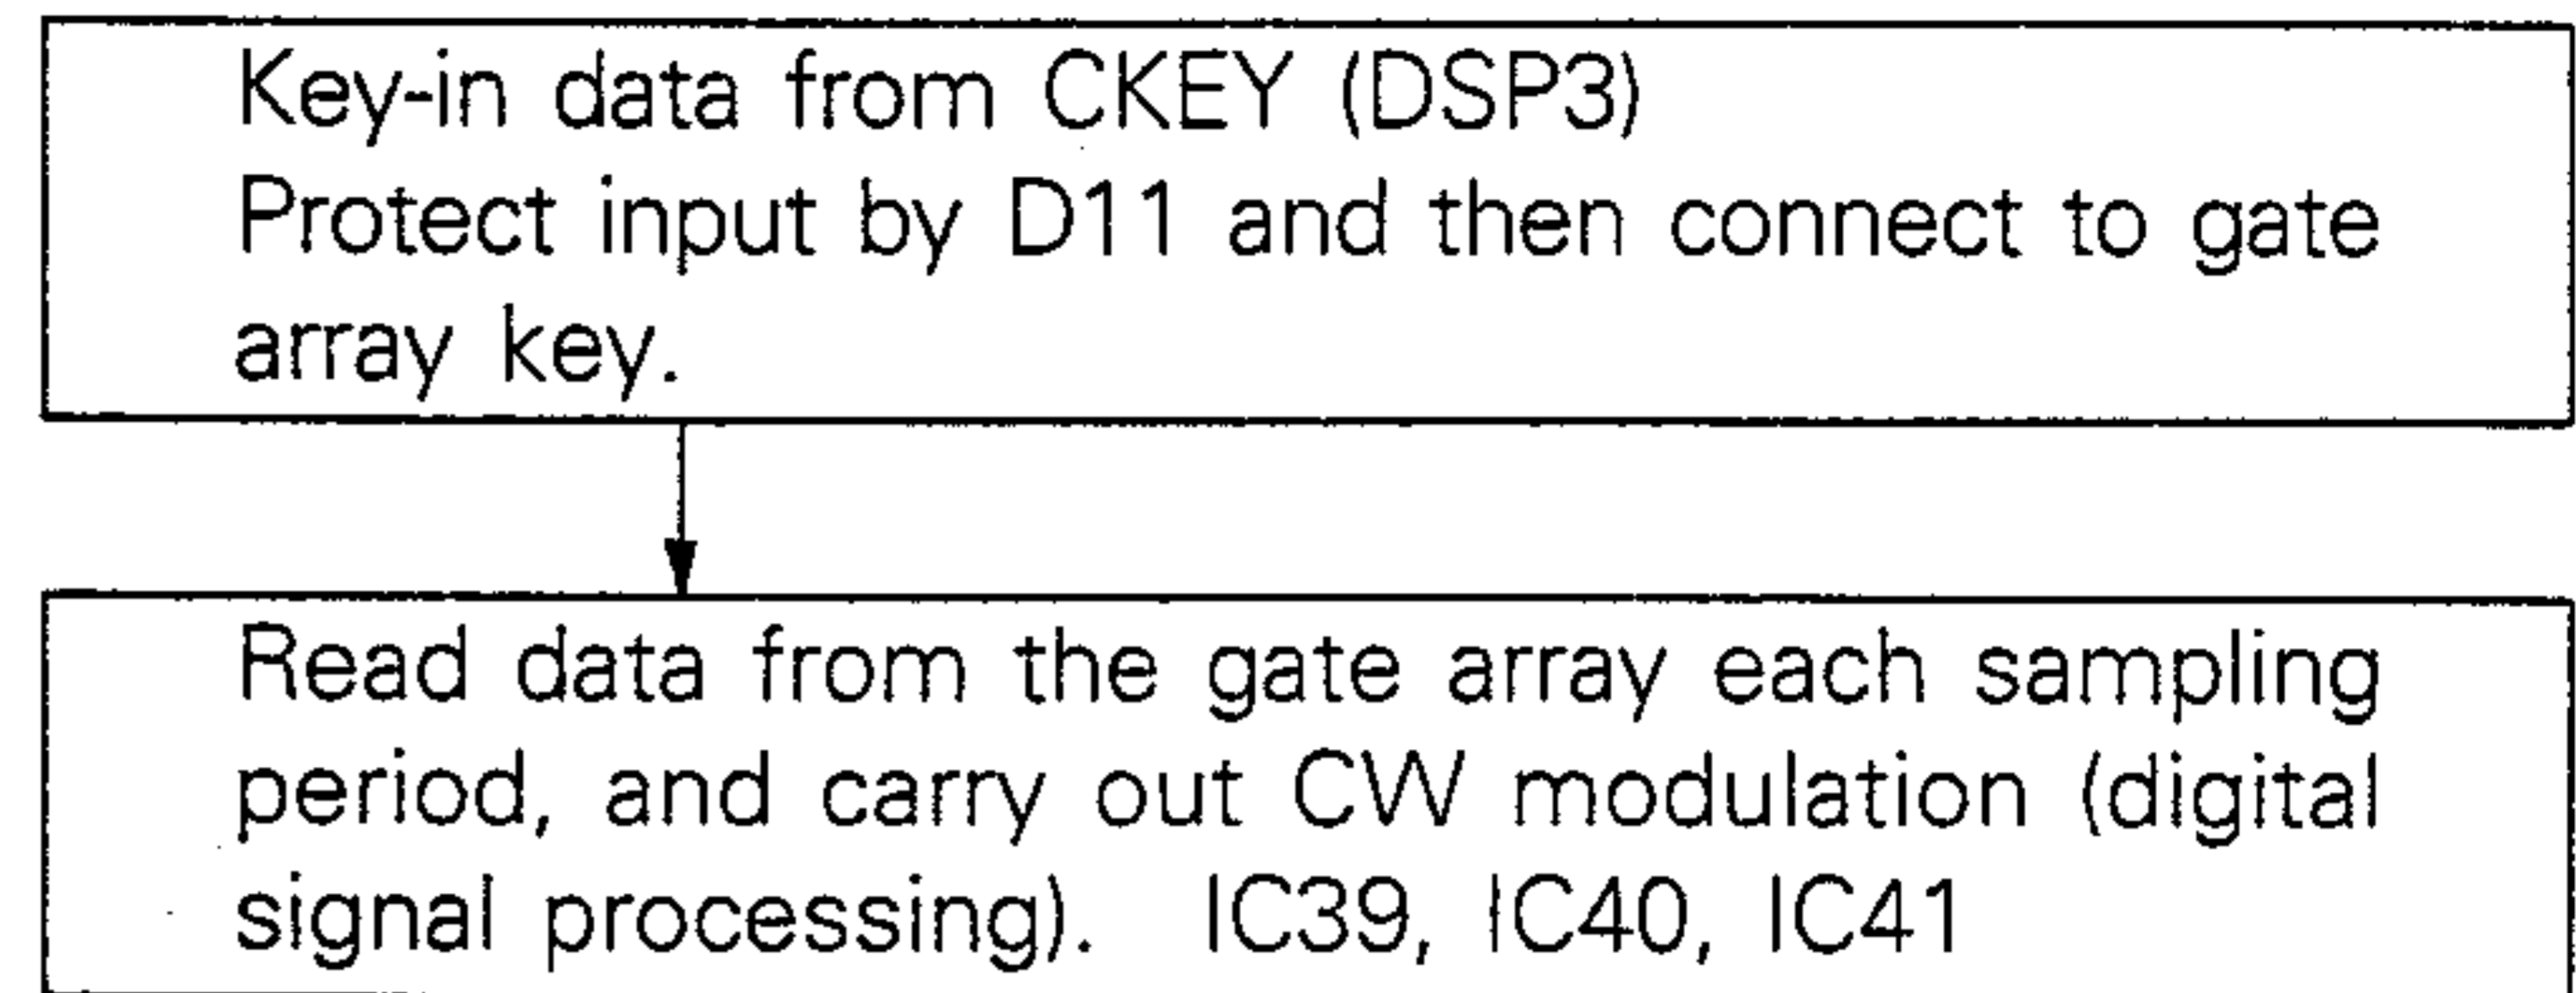 Key-in data from CKEY (DSP3)
Protect input by D11 and then connect to gate
array key.
Read data from the gate array each sampling
period, and carry out CW modulation (digital
signal processing). IC39, IC40, IC41